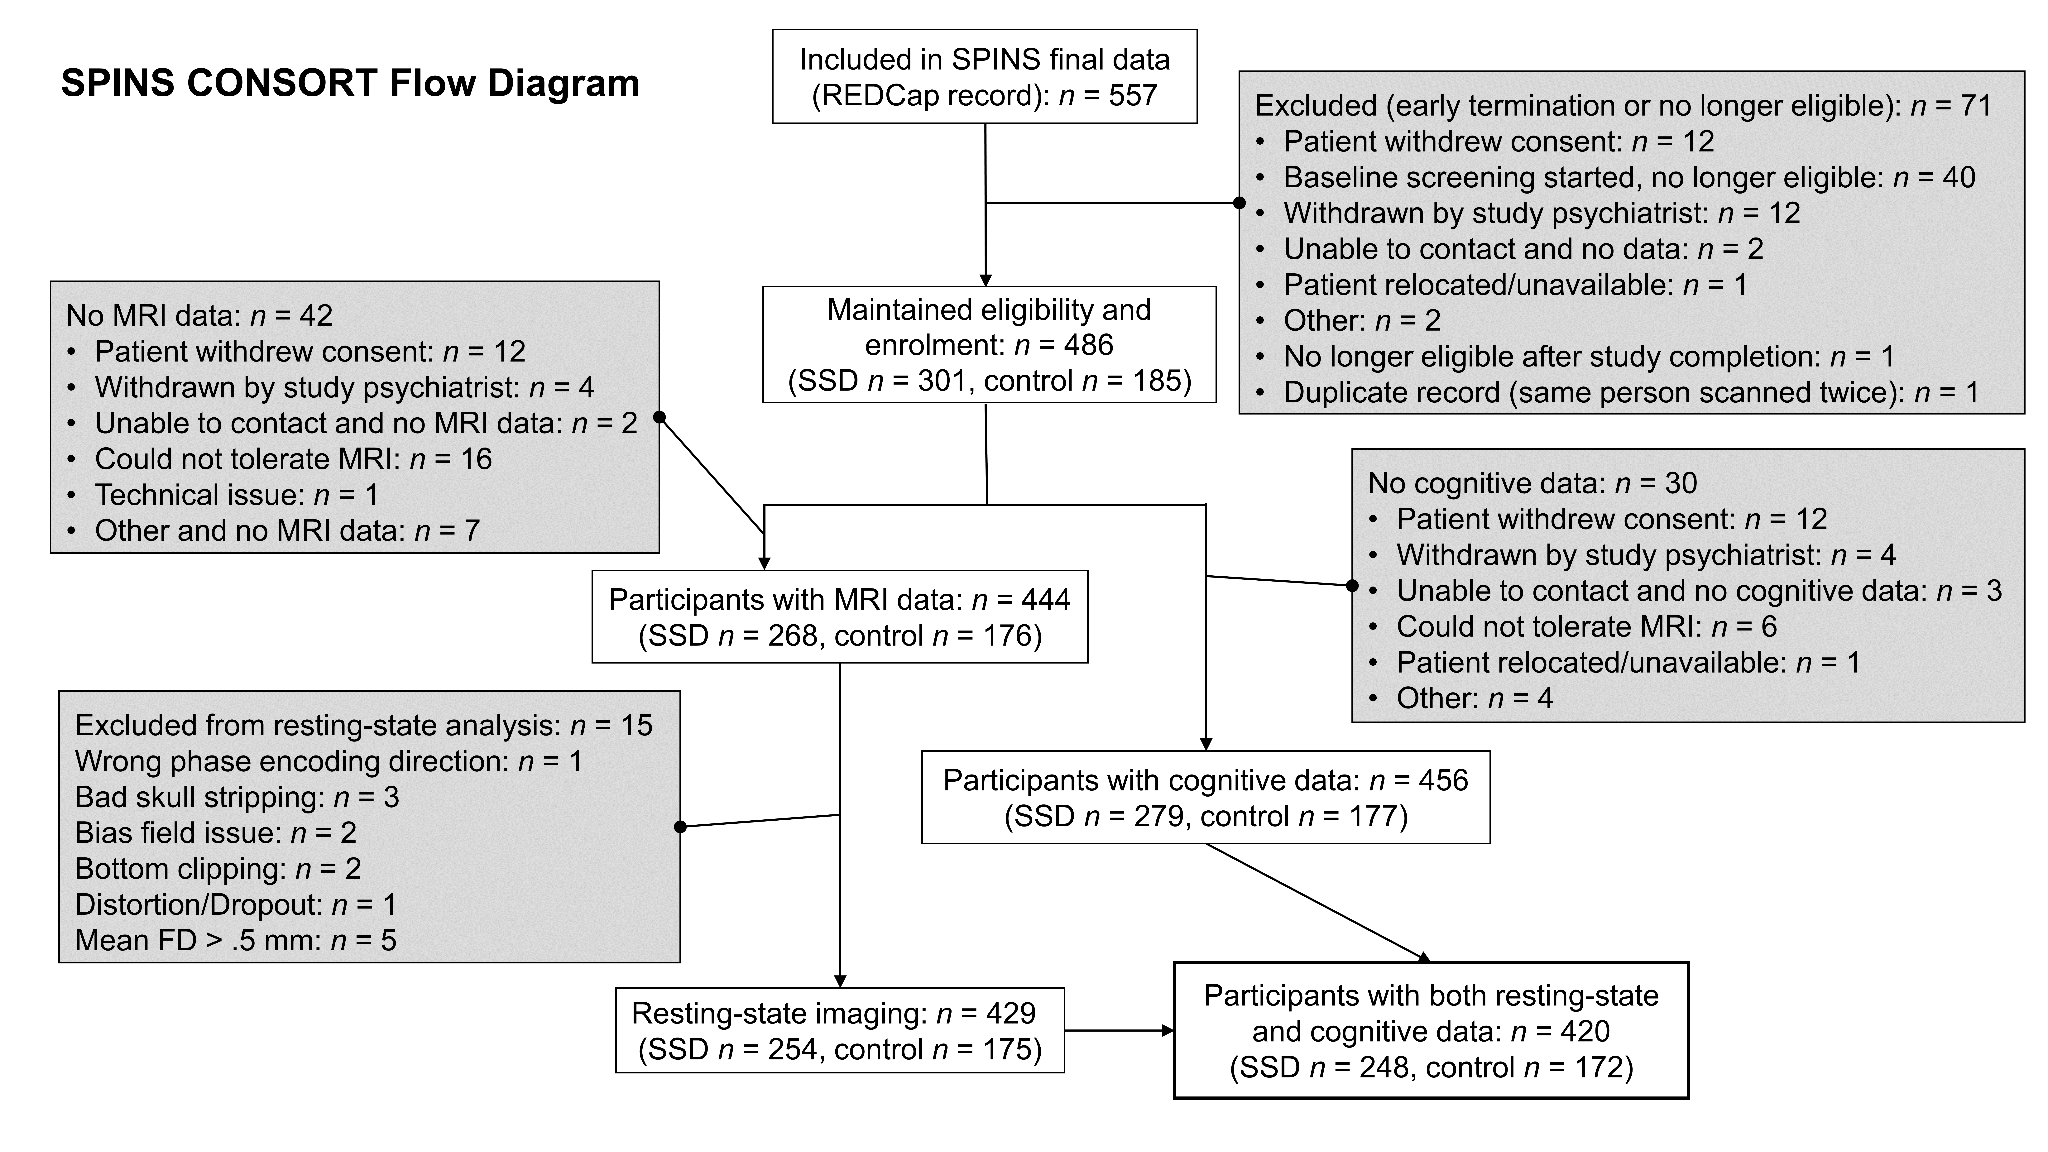 SPINS CONSORT Flow Diagram
Included in SPINS final data
(REDCap record): n = 557
Excluded (early termination or no longer eligible): n = 71
• Patient withdrew consent: n = 12
• Baseline screening started, no longer eligible: n = 40
• Withdrawn by study psychiatrist: n = 12
• Unable to contact and no data: n = 2
• Patient relocated/unavailable: n = 1
• Other: n = 2
• No longer eligible after study completion: n = 1
• Duplicate record (same person scanned twice): n = 1
Maintained eligibility and
enrolment: n = 486
(SSD n = 301, control n = 185)
No MRI data: n = 42
• Patient withdrew consent: n = 12
• Withdrawn by study psychiatrist: n = 4
• Unable to contact and no MRI data: n = 2
• Could not tolerate MRI: n = 16
• Technical issue: n = 1
• Other and no MRI data: n = 7
No cognitive data: n = 30
• Patient withdrew consent: n = 12
• Withdrawn by study psychiatrist: n = 4
• Unable to contact and no cognitive data: n = 3
• Could not tolerate MRI: n = 6
• Patient relocated/unavailable: n = 1
• Other: n = 4
Participants with MRI data: n = 444
(SSD n = 268, control n = 176)
Excluded from resting-state analysis: n = 15
Wrong phase encoding direction: n = 1
Bad skull stripping: n = 3
Bias field issue: n = 2
Bottom clipping: n = 2
Distortion/Dropout: n = 1
Mean FD > .5 mm: n = 5
Participants with cognitive data: n = 456
(SSD n = 279, control n = 177)
Resting-state imaging: n = 429
(SSD n = 254, control n = 175)
Participants with both resting-state
and cognitive data: n = 420
(SSD n = 248, control n = 172)